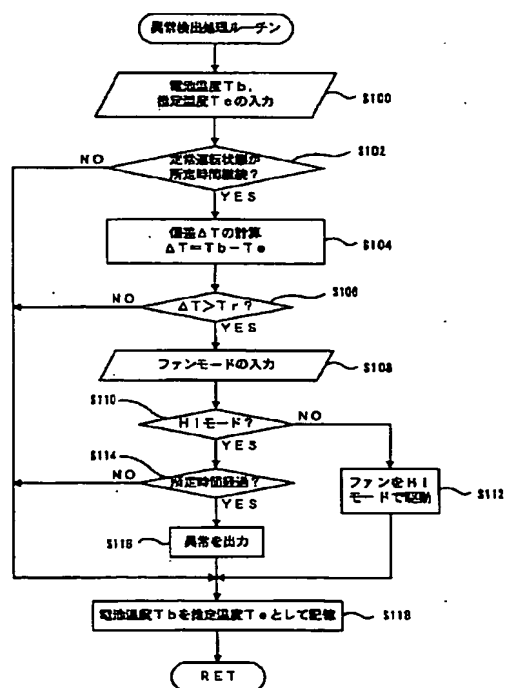 異常検出処理ルーチン
電池温度Tb,
推定温度Teの入力
S100
定常運転状態が
所定時間継続？
S102
NO
YES
偏差ΔTの計算
ΔT＝Tb−Te
S104
ΔT＞Tr？
S106
NO
YES
ファンモードの入力
S108
S110
HIモード？
NO
YES
S114
所定時間経過？
NO
YES
ファンをHI
モードで駆動
S112
S116
異常を出力
電池温度Tbを推定温度Teとして記憶
S118
RET